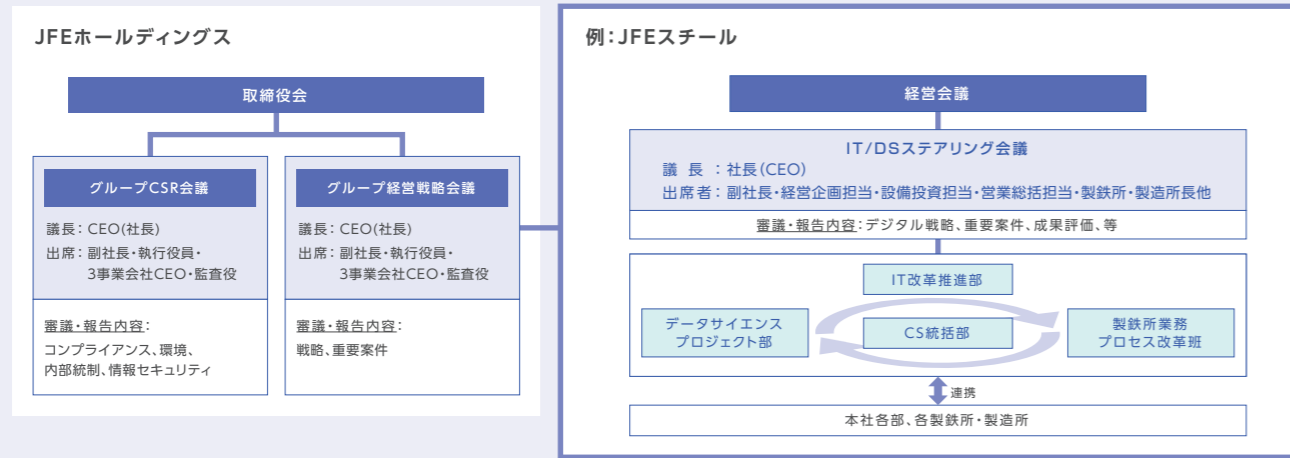 JFEホールディングス
取締役会
グループCSR会議
議長：CEO(社長)
出席：副社長・執行役員・
3事業会社CEO・監査役
審議・報告内容：
コンプライアンス、環境、
内部統制、情報セキュリティ
グループ経営戦略会議
議長：CEO(社長)
出席：副社長・執行役員・
3事業会社CEO・監査役
審議・報告内容：
戦略、重要案件
例：JFEスチール
経営会議
IT/DSステアリング会議
議 長 ：社長(CEO)
出席者：副社長・経営企画担当・設備投資担当・営業総括担当・製鉄所・製造所長他
審議・報告内容：デジタル戦略、重要案件、成果評価、等
IT改革推進部
データサイエンス
プロジェクト部
CS統括部
製鉄所業務
プロセス改革班
連携
本社各部、各製鉄所・製造所